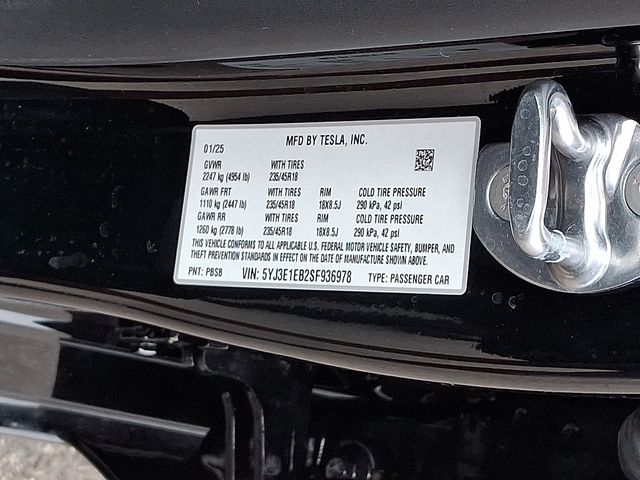 01/25 MFD BY TESLA, INC.
GVWR WITH TIRES
2247 kg (4954 lb) 235/45R18
GAWR FRT WITH TIRES RIM COLD TIRE PRESSURE
1110 kg (2447 lb) 235/45R18 18X8.5J 290 kPa, 42 psi
GAWR RR WITH TIRES RIM COLD TIRE PRESSURE
1260 kg (2778 lb) 235/45R18 18X8.5J 290 kPa, 42 psi
THIS VEHICLE CONFORMS TO ALL APPLICABLE U.S. FEDERAL MOTOR VEHICLE SAFETY, BUMPER, AND
THEFT PREVENTION STANDARDS IN EFFECT ON THE DATE OF MANUFACTURE SHOWN ABOVE.
PNT: PBSB VIN: 5YJ3E1EB2SF936978 TYPE: PASSENGER CAR